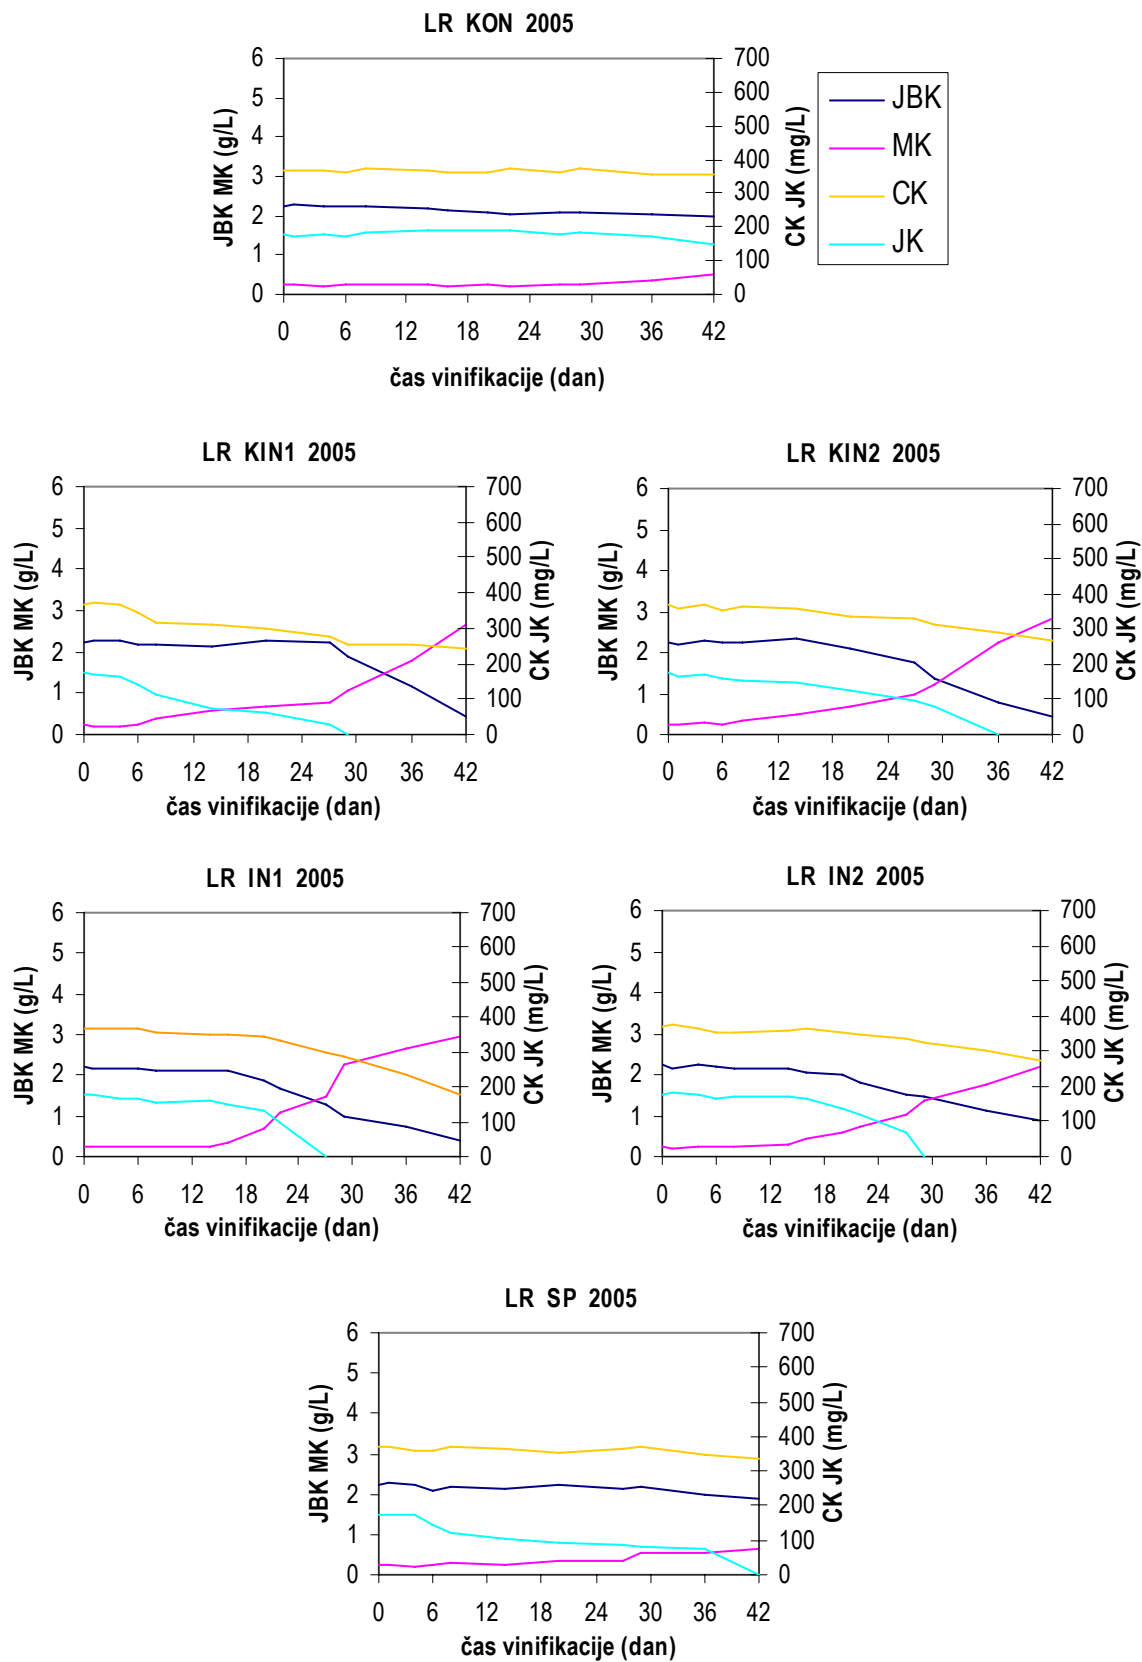 LR KON 2005
6
5
4
3
2
1
0
JBK MK (g/L)
700
600
500
400
300
200
100
0
CK JK (mg/L)
0 6 12 18 24 30 36 42
čas vinifikacije (dan)
JBK
MK
CK
JK
LR KIN1 2005
6
5
4
3
2
1
0
JBK MK (g/L)
700
600
500
400
300
200
100
0
CK JK (mg/L)
0 6 12 18 24 30 36 42
čas vinifikacije (dan)
LR KIN2 2005
6
5
4
3
2
1
0
JBK MK (g/L)
700
600
500
400
300
200
100
0
CK JK (mg/L)
0 6 12 18 24 30 36 42
čas vinifikacije (dan)
LR IN1 2005
6
5
4
3
2
1
0
JBK MK (g/L)
700
600
500
400
300
200
100
0
CK JK (mg/L)
0 6 12 18 24 30 36 42
čas vinifikacije (dan)
LR IN2 2005
6
5
4
3
2
1
0
JBK MK (g/L)
700
600
500
400
300
200
100
0
CK JK (mg/L)
0 6 12 18 24 30 36 42
čas vinifikacije (dan)
LR SP 2005
6
5
4
3
2
1
0
JBK MK (g/L)
700
600
500
400
300
200
100
0
CK JK (mg/L)
0 6 12 18 24 30 36 42
čas vinifikacije (dan)